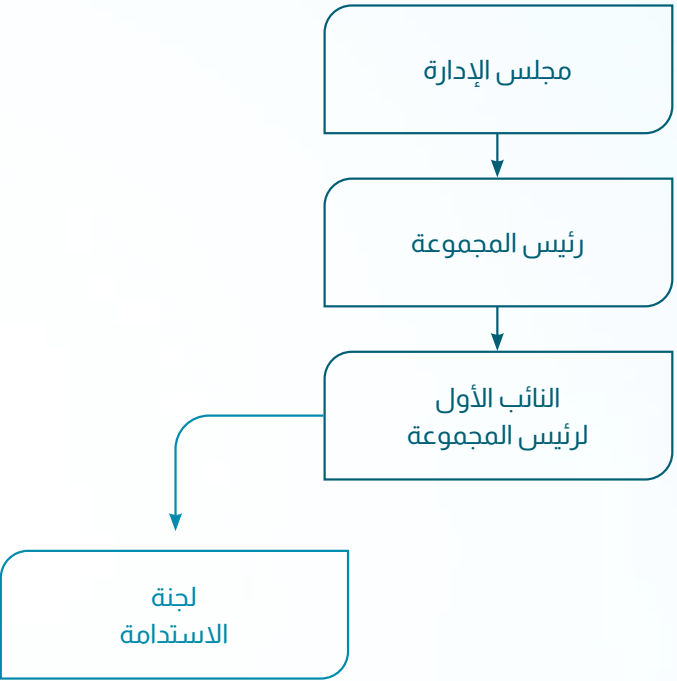 مجلس الإدارة
رئيس المجموعة
النائب الأول
لرئيس المجموعة
لجنة
الاستدامة